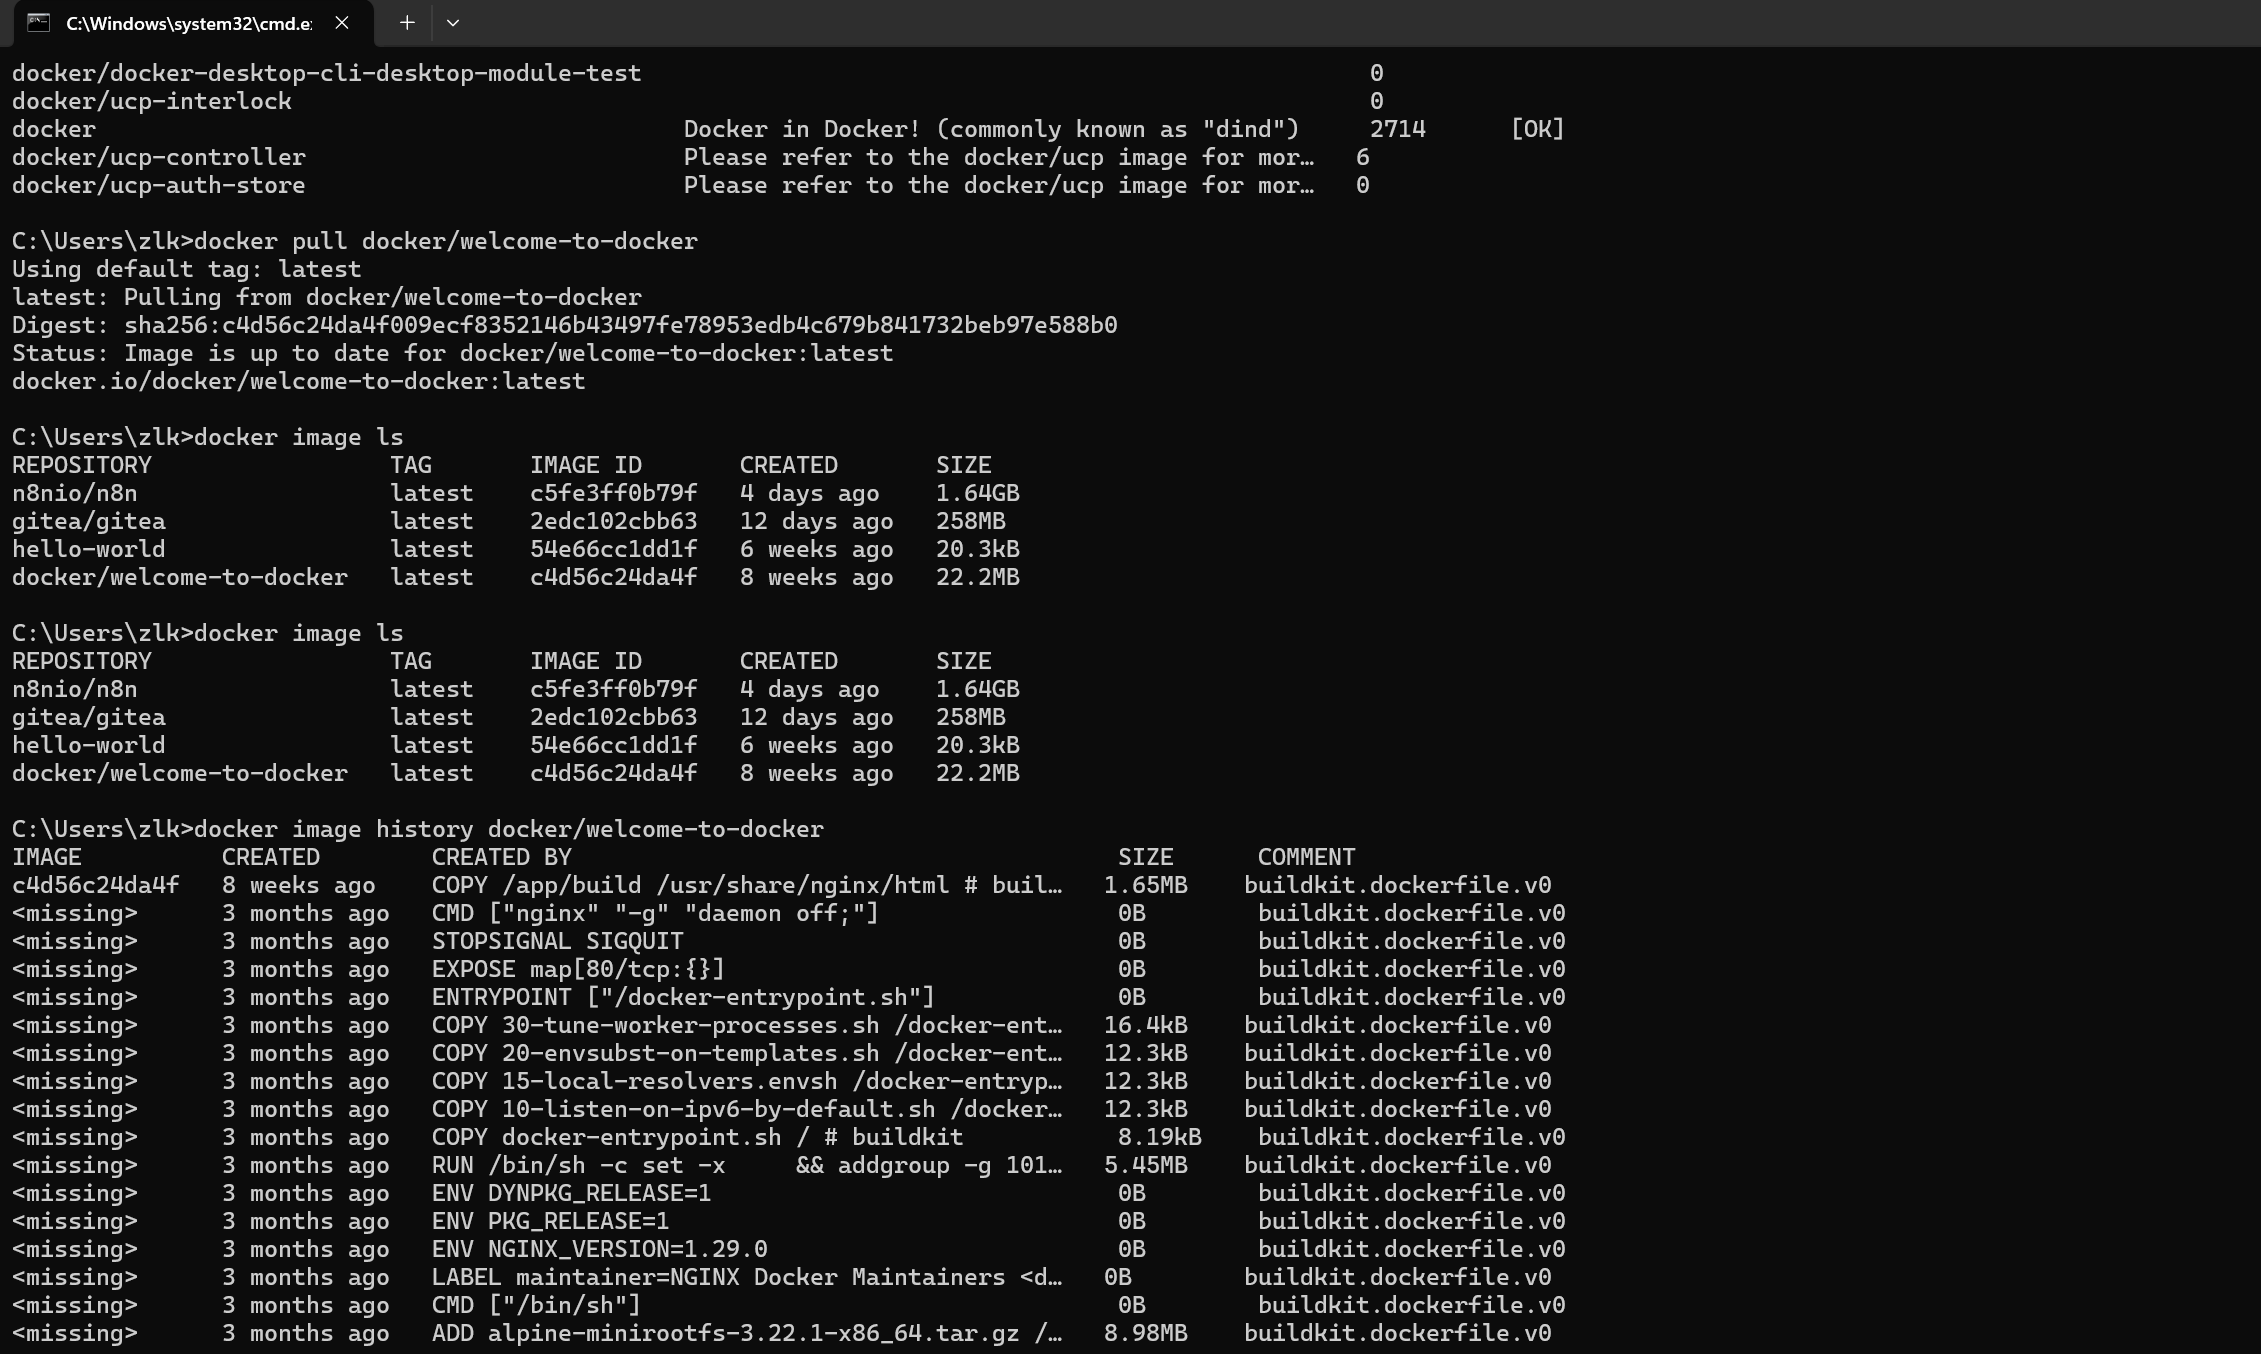 C:\Windows\system32\cmd.e
docker/docker-desktop-cli-desktop-module-test 0
docker/ucp-interlock 0
docker Docker in Docker! (commonly known as "dind") 2714 [OK]
docker/ucp-controller Please refer to the docker/ucp image for mor… 6
docker/ucp-auth-store Please refer to the docker/ucp image for mor… 0
C:\Users\zlk>docker pull docker/welcome-to-docker
Using default tag: latest
latest: Pulling from docker/welcome-to-docker
Digest: sha256:c4d56c24da4f009ecf8352146b43497fe78953edb4c679b841732beb97e588b0
Status: Image is up to date for docker/welcome-to-docker:latest
docker.io/docker/welcome-to-docker:latest
C:\Users\zlk>docker image ls
REPOSITORY TAG IMAGE ID CREATED SIZE
n8nio/n8n latest c5fe3ff0b79f 4 days ago 1.64GB
gitea/gitea latest 2edc102cbb63 12 days ago 258MB
hello-world latest 54e66cc1dd1f 6 weeks ago 20.3kB
docker/welcome-to-docker latest c4d56c24da4f 8 weeks ago 22.2MB
C:\Users\zlk>docker image ls
REPOSITORY TAG IMAGE ID CREATED SIZE
n8nio/n8n latest c5fe3ff0b79f 4 days ago 1.64GB
gitea/gitea latest 2edc102cbb63 12 days ago 258MB
hello-world latest 54e66cc1dd1f 6 weeks ago 20.3kB
docker/welcome-to-docker latest c4d56c24da4f 8 weeks ago 22.2MB
C:\Users\zlk>docker image history docker/welcome-to-docker
IMAGE CREATED CREATED BY SIZE COMMENT
c4d56c24da4f 8 weeks ago COPY /app/build /usr/share/nginx/html # buil… 1.65MB buildkit.dockerfile.v0
<missing> 3 months ago CMD ["nginx" "-g" "daemon off;"] 0B buildkit.dockerfile.v0
<missing> 3 months ago STOPSIGNAL SIGQUIT 0B buildkit.dockerfile.v0
<missing> 3 months ago EXPOSE map[80/tcp:{}] 0B buildkit.dockerfile.v0
<missing> 3 months ago ENTRYPOINT ["/docker-entrypoint.sh"] 0B buildkit.dockerfile.v0
<missing> 3 months ago COPY 30-tune-worker-processes.sh /docker-ent… 16.4kB buildkit.dockerfile.v0
<missing> 3 months ago COPY 20-envsubst-on-templates.sh /docker-ent… 12.3kB buildkit.dockerfile.v0
<missing> 3 months ago COPY 15-local-resolvers.envsh /docker-entryp… 12.3kB buildkit.dockerfile.v0
<missing> 3 months ago COPY 10-listen-on-ipv6-by-default.sh /docker… 12.3kB buildkit.dockerfile.v0
<missing> 3 months ago COPY docker-entrypoint.sh / # buildkit 8.19kB buildkit.dockerfile.v0
<missing> 3 months ago RUN /bin/sh -c set -x && addgroup -g 101… 5.45MB buildkit.dockerfile.v0
<missing> 3 months ago ENV DYNPKG_RELEASE=1 0B buildkit.dockerfile.v0
<missing> 3 months ago ENV PKG_RELEASE=1 0B buildkit.dockerfile.v0
<missing> 3 months ago ENV NGINX_VERSION=1.29.0 0B buildkit.dockerfile.v0
<missing> 3 months ago LABEL maintainer=NGINX Docker Maintainers <d… 0B buildkit.dockerfile.v0
<missing> 3 months ago CMD ["/bin/sh"] 0B buildkit.dockerfile.v0
<missing> 3 months ago ADD alpine-minirootfs-3.22.1-x86_64.tar.gz /… 8.98MB buildkit.dockerfile.v0